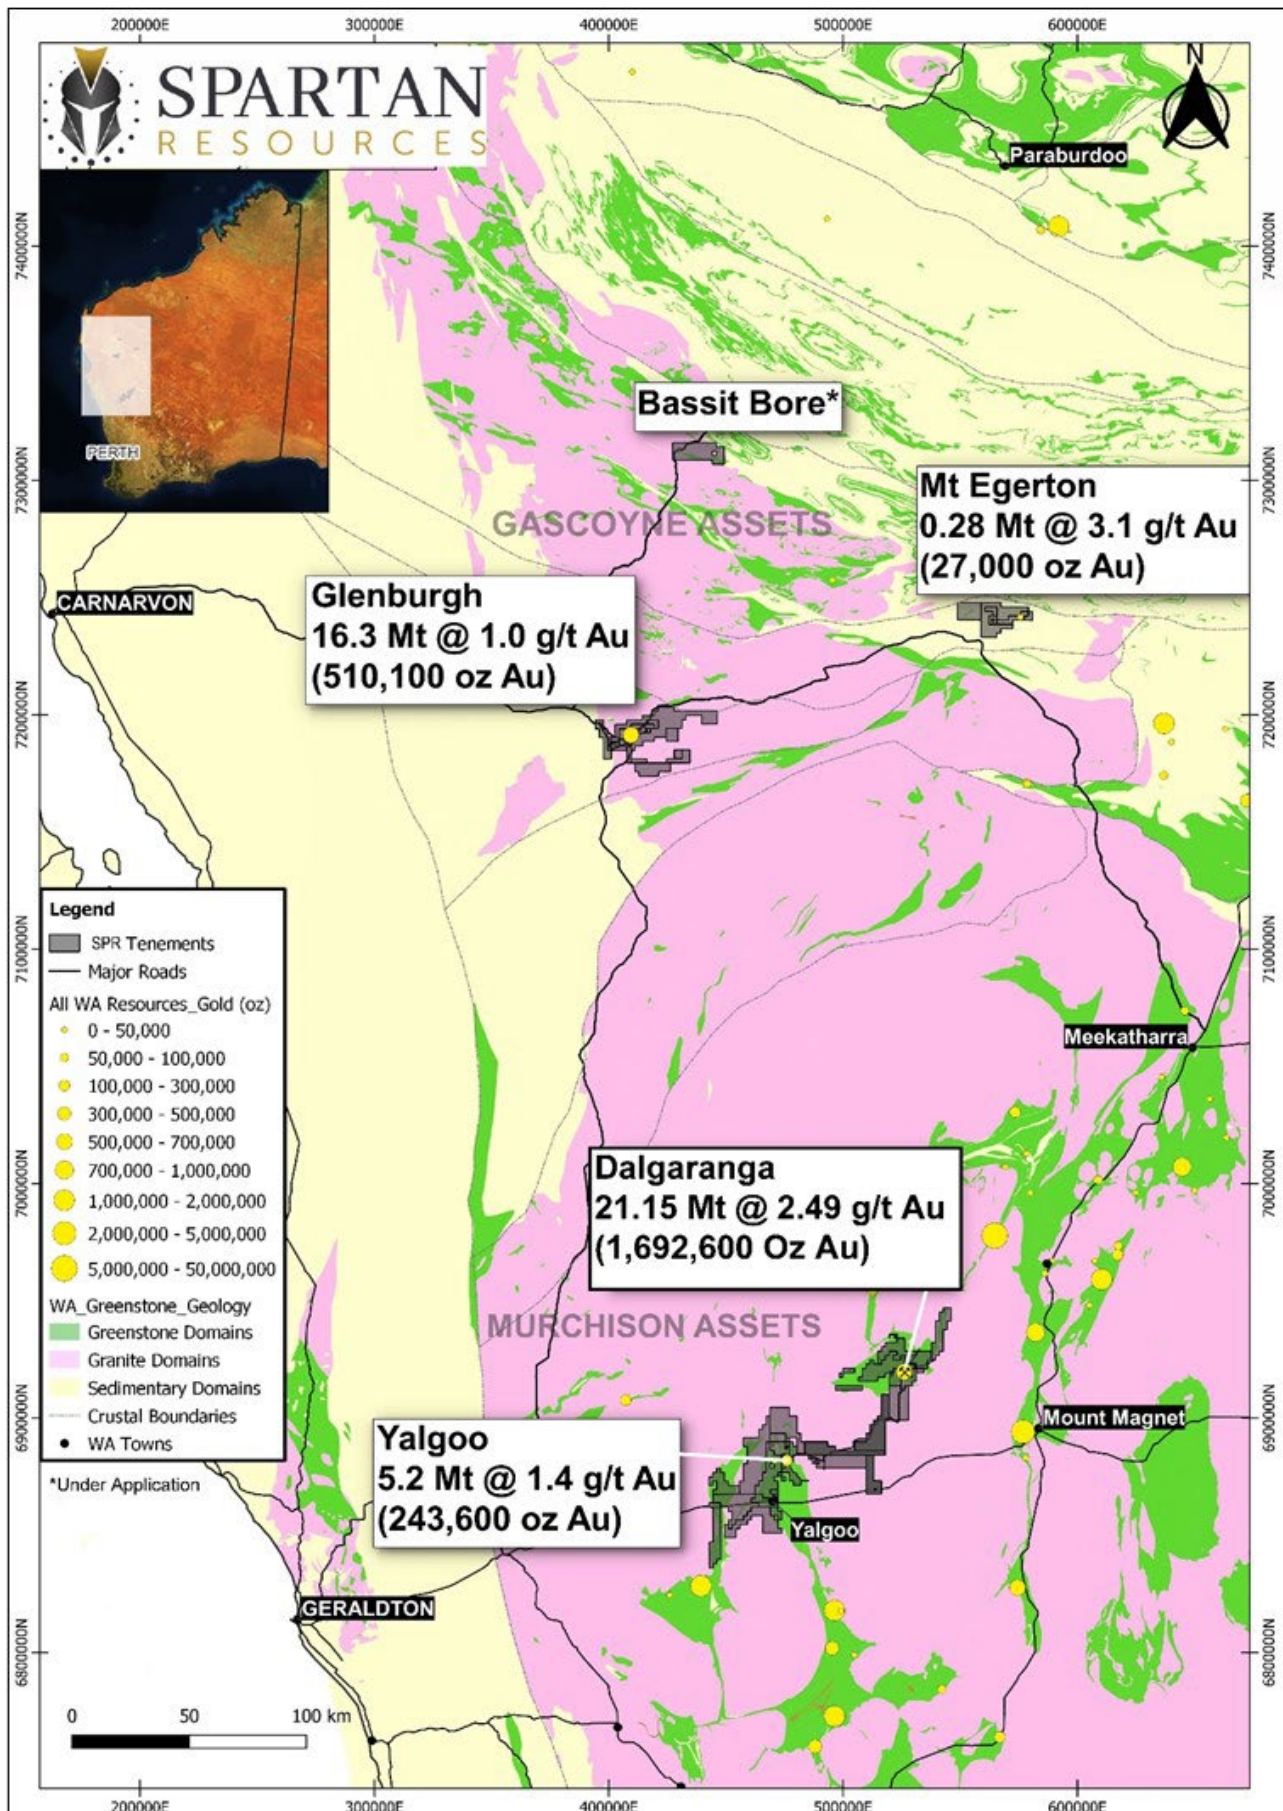 200000E 300000E 400000E 500000E 600000E
SPARTAN
RESOURCES
N
Paraburdoo
7400000N 7400000N
PERTH
Bassit Bore*
7300000N 7300000N
Mt Egerton
0.28 Mt @ 3.1 g/t Au
(27,000 oz Au)
GASCOYNE ASSETS
CARNARVON
Glenburgh
16.3 Mt @ 1.0 g/t Au
(510,100 oz Au)
7200000N 7200000N
Legend
SPR Tenements
Major Roads
All WA Resources_Gold (oz)
0 - 50,000
50,000 - 100,000
100,000 - 300,000
300,000 - 500,000
500,000 - 700,000
700,000 - 1,000,000
1,000,000 - 2,000,000
2,000,000 - 5,000,000
5,000,000 - 50,000,000
WA_Greenstone_Geology
Greenstone Domains
Granite Domains
Sedimentary Domains
Crustal Boundaries
WA Towns
*Under Application
7100000N 7100000N
Meekatharra
7000000N 7000000N
Dalgaranga
21.15 Mt @ 2.49 g/t Au
(1,692,600 Oz Au)
MURCHISON ASSETS
6900000N 6900000N
Mount Magnet
Yalgoo
5.2 Mt @ 1.4 g/t Au
(243,600 oz Au)
Yalgoo
GERALDTON
6800000N 6800000N
0 50 100 km
200000E 300000E 400000E 500000E 600000E